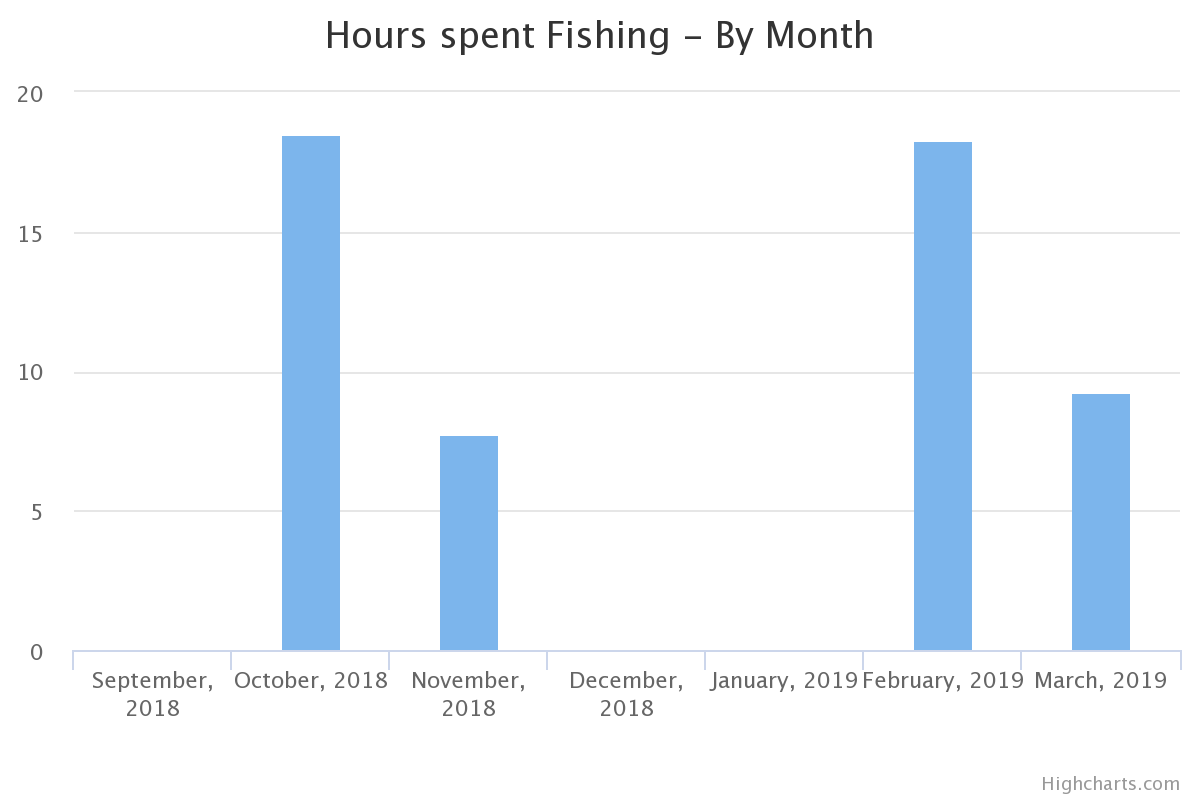 Hours spent Fishing - By Month
20
15
10
5
0
September, 2018
October, 2018
November, 2018
December, 2018
January, 2019
February, 2019
March, 2019
Highcharts.com